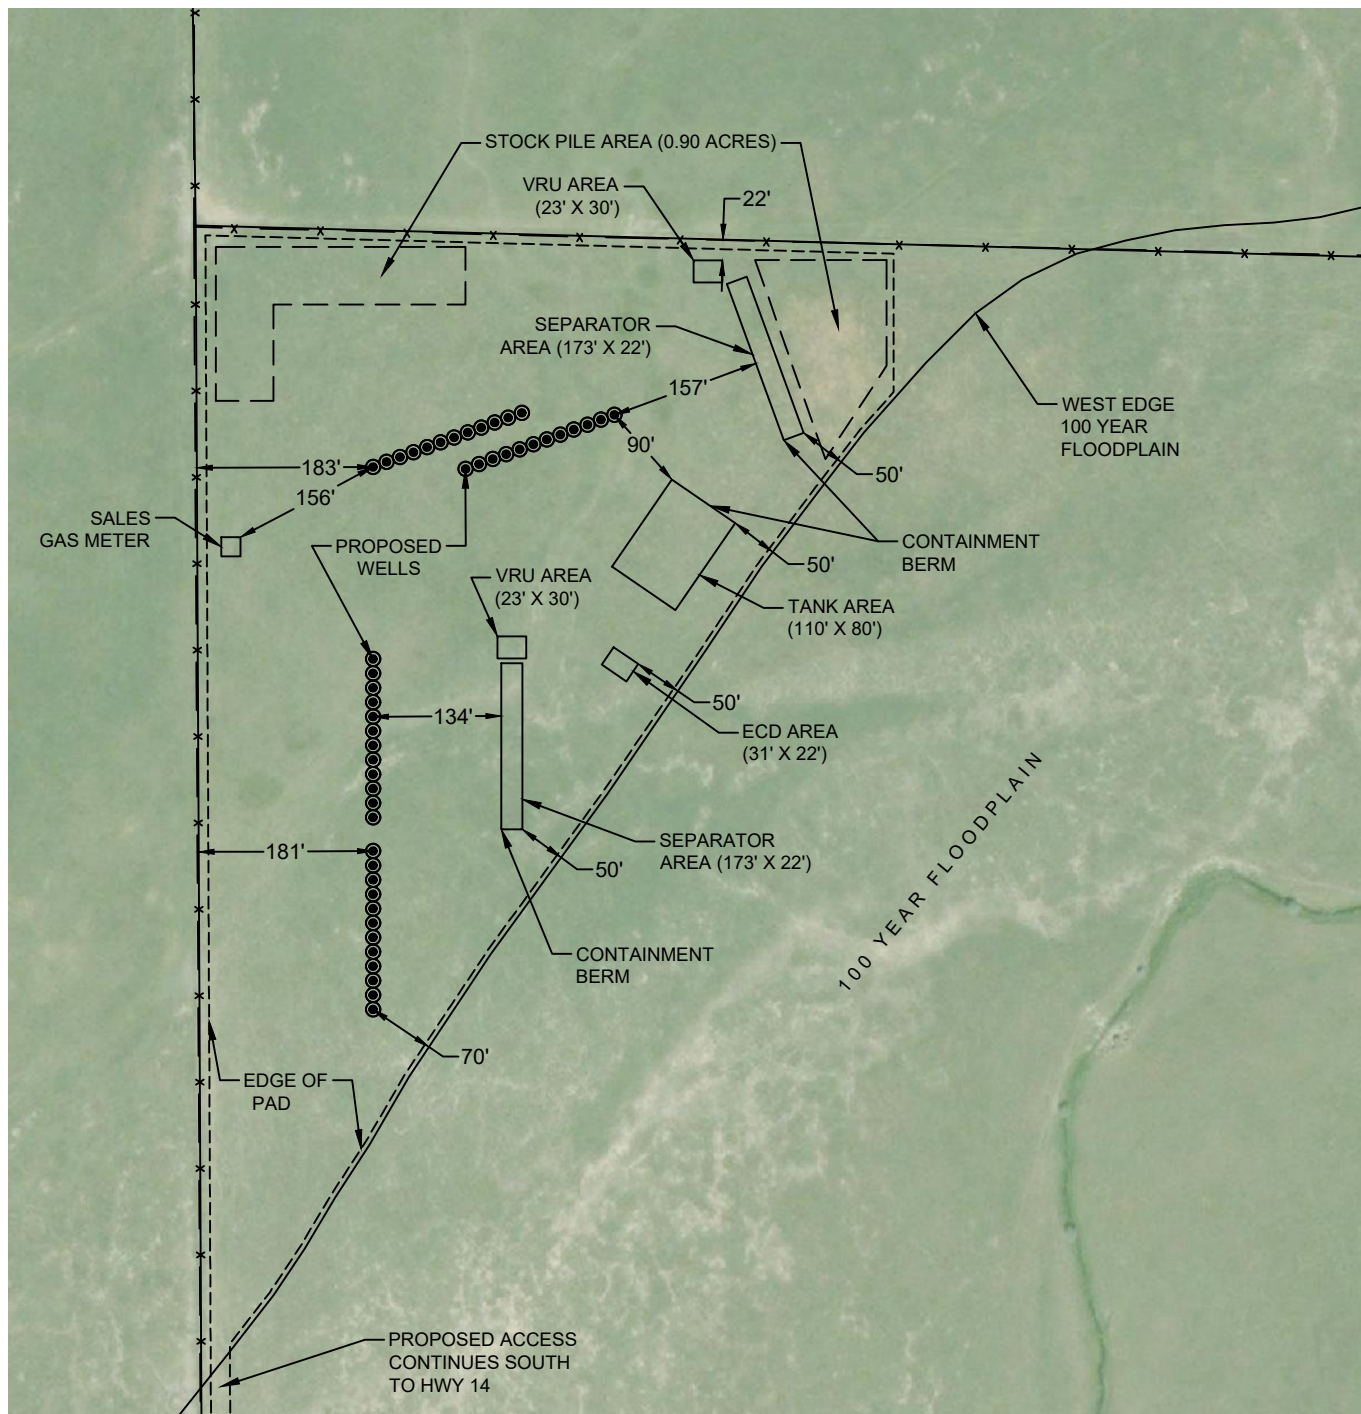 STOCK PILE AREA (0.90 ACRES)
VRU AREA
(23' X 30')
22'
SEPARATOR
AREA (173' X 22')
157'
WEST EDGE
100 YEAR
FLOODPLAIN
90'
183'
50'
156'
SALES
GAS METER
PROPOSED
WELLS
CONTAINMENT
BERM
50'
VRU AREA
(23' X 30')
TANK AREA
(110' X 80')
50'
134'
ECD AREA
(31' X 22')
100 YEAR FLOODPLAIN
181'
SEPARATOR
AREA (173' X 22')
50'
CONTAINMENT
BERM
70'
EDGE OF
PAD
PROPOSED ACCESS
CONTINUES SOUTH
TO HWY 14